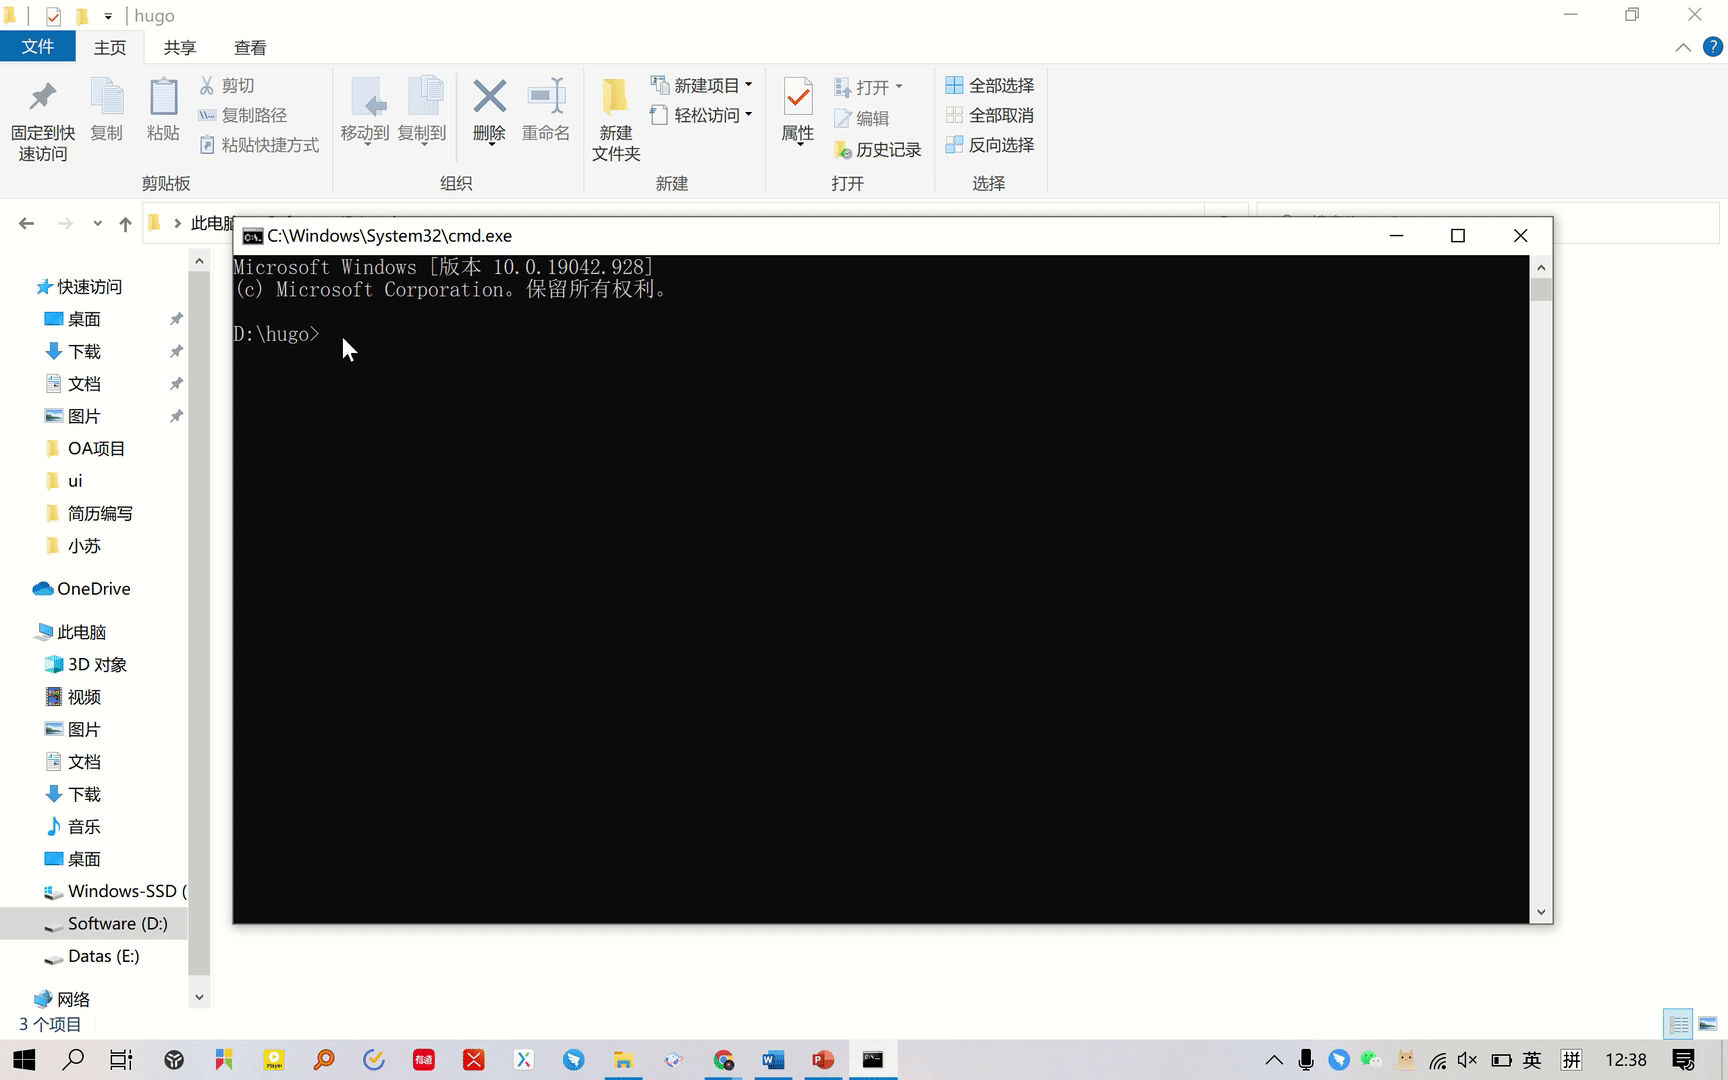 hugo
文件 主页 共享 查看
固定到快速访问
复制
粘贴
剪切
复制路径
粘贴快捷方式
剪贴板
移动到
复制到
删除
重命名
组织
新建文件夹
新建项目
轻松访问
新建
属性
打开
编辑
历史记录
打开
全部选择
全部取消
反向选择
选择
此电脑
C:\Windows\System32\cmd.exe
Microsoft Windows [版本 10.0.19042.928]
(c) Microsoft Corporation。保留所有权利。
D:\hugo>
快速访问
桌面
下载
文档
图片
OA项目
ui
简历编写
小苏
OneDrive
此电脑
3D 对象
视频
图片
文档
下载
音乐
桌面
Windows-SSD (
Software (D:)
Datas (E:)
网络
3 个项目
有道
Player
英
拼
12:38